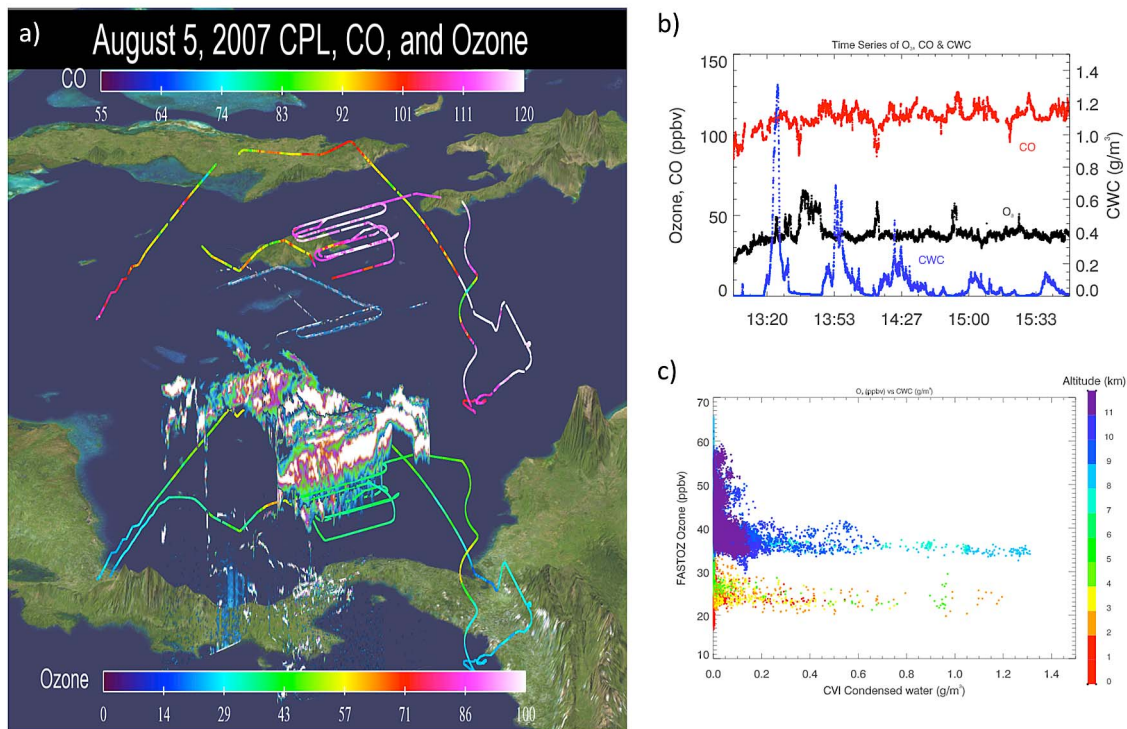 a)
August 5, 2007 CPL, CO, and Ozone
CO
55 64 74 83 92 101 111 120
Ozone
0 14 29 43 57 71 86 100
b)
Time Series of O₃, CO & CWC
150
100
50
0
Ozone, CO (ppbv)
CO
O₃
CWC
1.4
1.2
1.0
0.8
0.6
0.4
0.2
0.0
CWC (g/m³)
13:20 13:53 14:27 15:00 15:33
c)
Altitude (km)
O₃ (ppbv) vs CWC (g/m³)
70
60
50
40
30
20
10
FASTOZ Ozone (ppbv)
0.0 0.2 0.4 0.6 0.8 1.0 1.2 1.4
CVI Condensed water (g/m³)
11
10
9
8
7
6
5
4
3
2
1
0